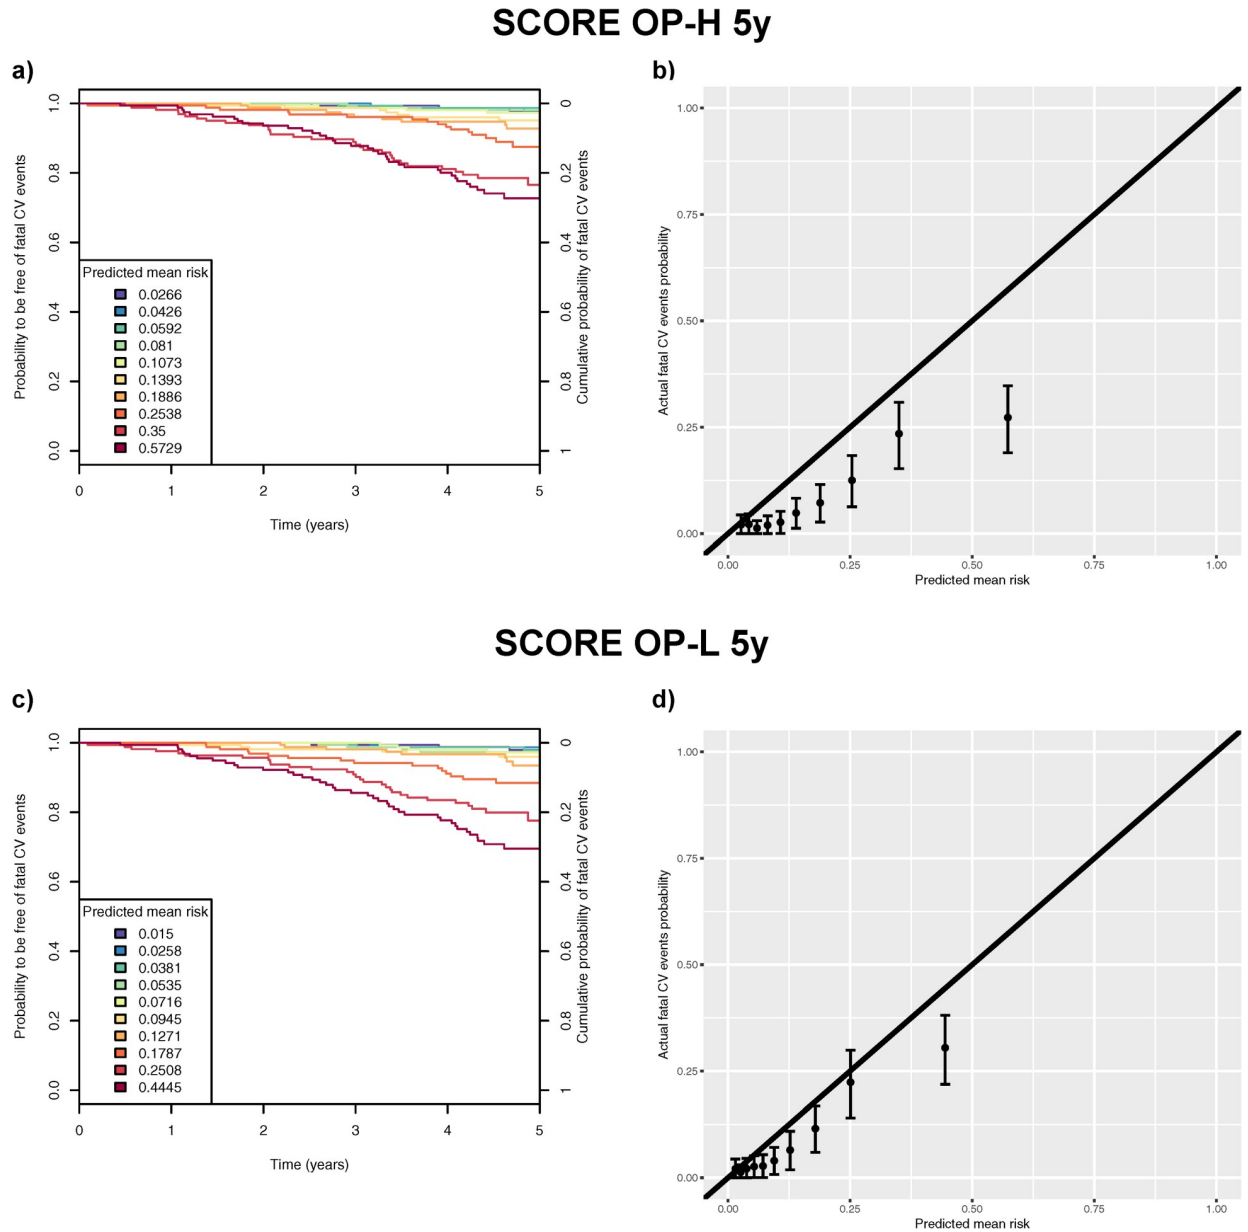 SCORE OP-H 5y
a)
Probability to be free of fatal CV events
1.0
0.8
0.6
0.4
0.2
0.0
Predicted mean risk
0.0266
0.0426
0.0592
0.081
0.1073
0.1393
0.1886
0.2538
0.35
0.5729
0
0.2
0.4
0.6
0.8
1
Cumulative probability of fatal CV events
0 1 2 3 4 5
Time (years)
b)
Actual fatal CV events probability
1.00
0.75
0.50
0.25
0.00
0.00 0.25 0.50 0.75 1.00
Predicted mean risk
SCORE OP-L 5y
c)
Probability to be free of fatal CV events
1.0
0.8
0.6
0.4
0.2
0.0
Predicted mean risk
0.015
0.0258
0.0381
0.0535
0.0716
0.0945
0.1271
0.1787
0.2508
0.4445
0
0.2
0.4
0.6
0.8
1
Cumulative probability of fatal CV events
0 1 2 3 4 5
Time (years)
d)
Actual fatal CV events probability
1.00
0.75
0.50
0.25
0.00
0.00 0.25 0.50 0.75 1.00
Predicted mean risk